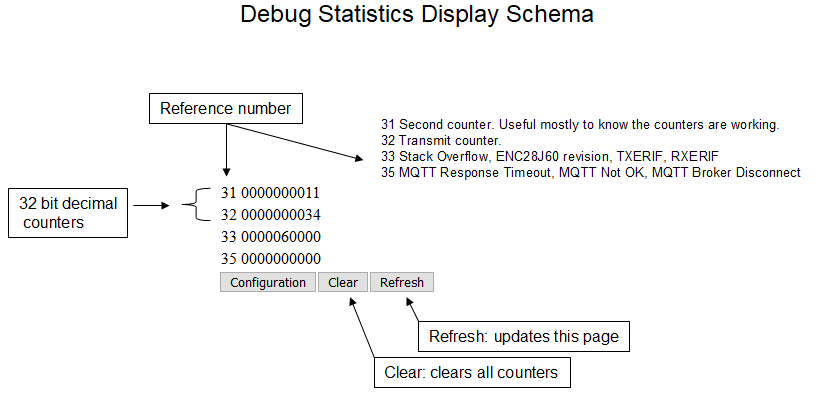 Debug Statistics Display Schema
Reference number
31 Second counter. Useful mostly to know the counters are working.
32 Transmit counter.
33 Stack Overflow, ENC28J60 revision, TXERIF, RXERIF
35 MQTT Response Timeout, MQTT Not OK, MQTT Broker Disconnect
32 bit decimal
counters
31 0000000011
32 0000000034
33 0000060000
35 0000000000
Configuration Clear Refresh
Refresh: updates this page
Clear: clears all counters